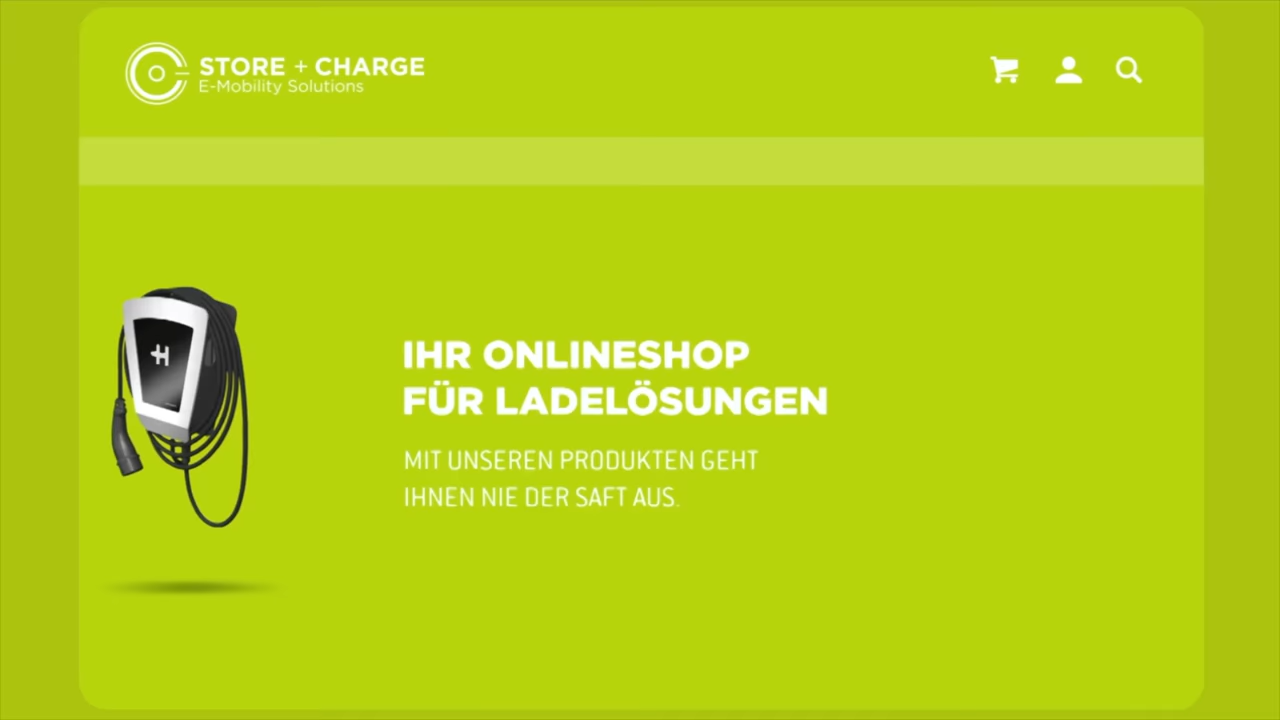 STORE + CHARGE
E-Mobility Solutions
IHR ONLINESHOP
FÜR LADELÖSUNGEN
MIT UNSEREN PRODUKTEN GEHT
IHNEN NIE DER SAFT AUS.